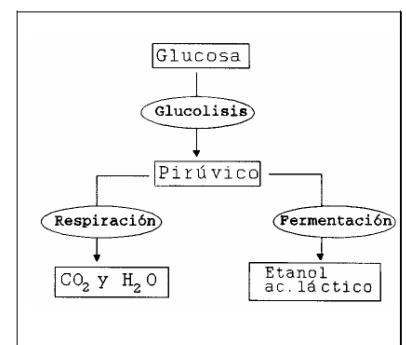 Glucosa
Glucolisis
Pirúvico
Respiración
Fermentación
CO₂ y H₂O
Etanol
ac.láctico